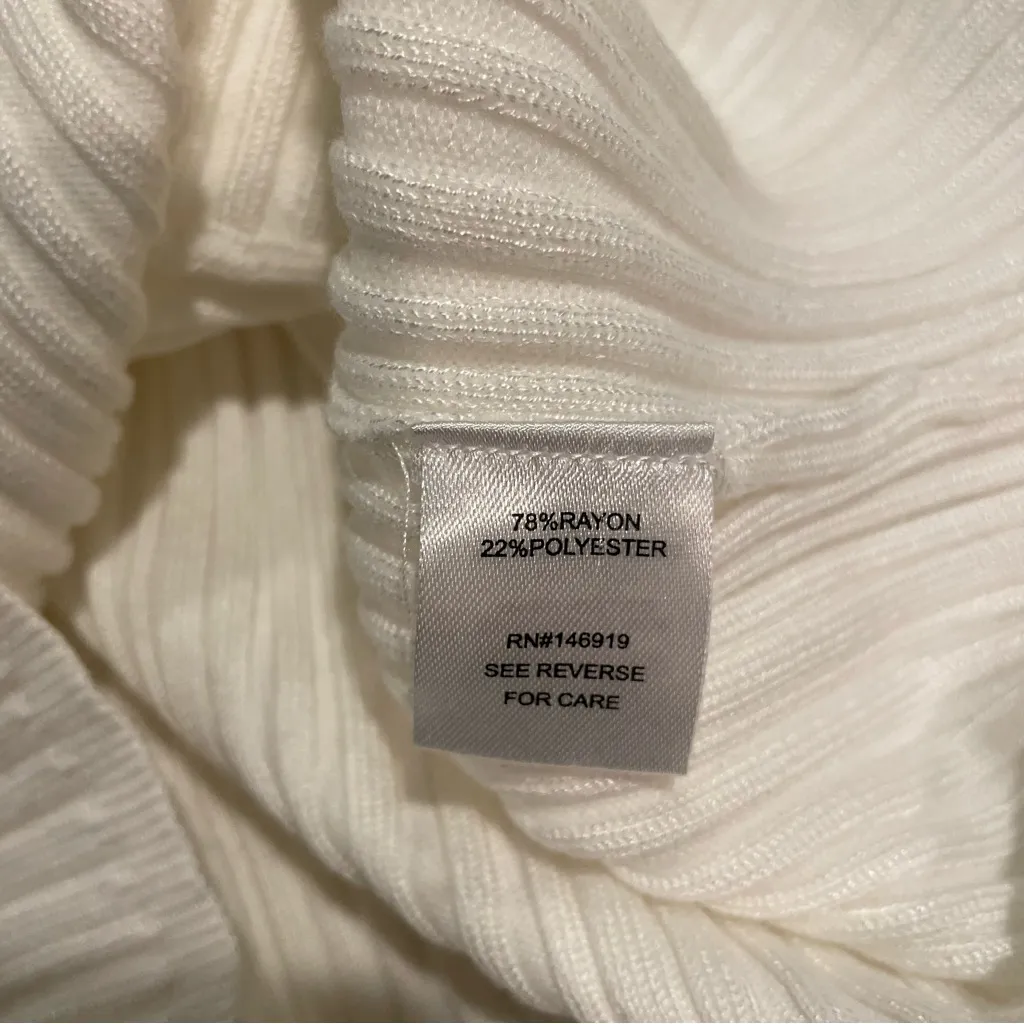 78%RAYON
22%POLYESTER
RN#146919
SEE REVERSE
FOR CARE